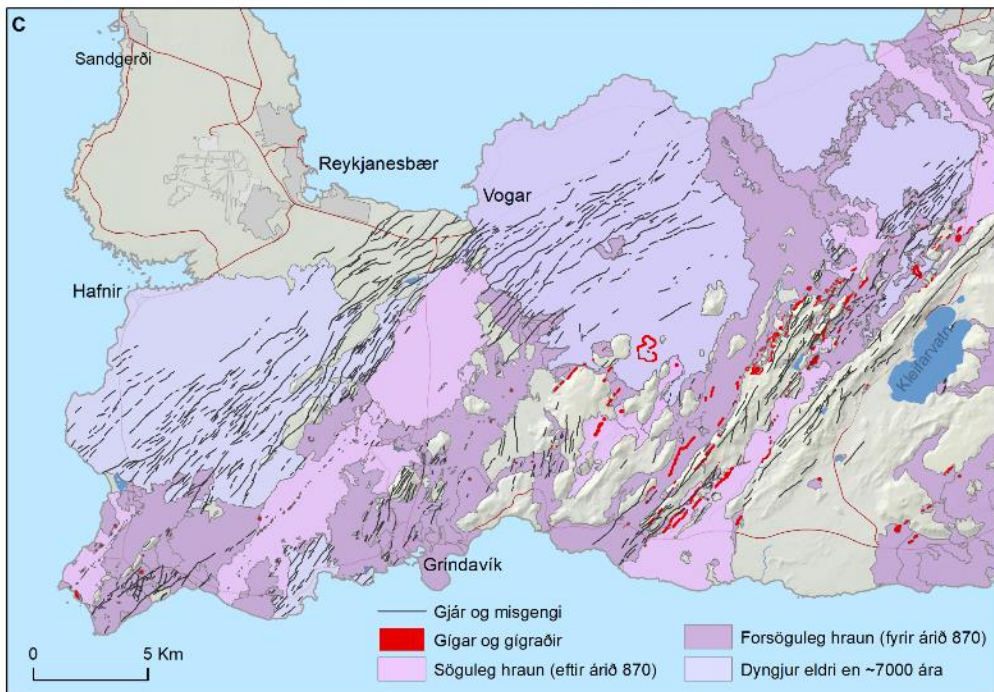 C
Sandgerði
Reykjanesbær
Vogar
Hafnir
Kleifarvatn
Grindavík
Gjár og misgengi
Gígar og gígraðir
Söguleg hraun (eftir árið 870)
Forsöguleg hraun (fyrir árið 870)
Dyngjur eldri en ~7000 ára
0 5 Km